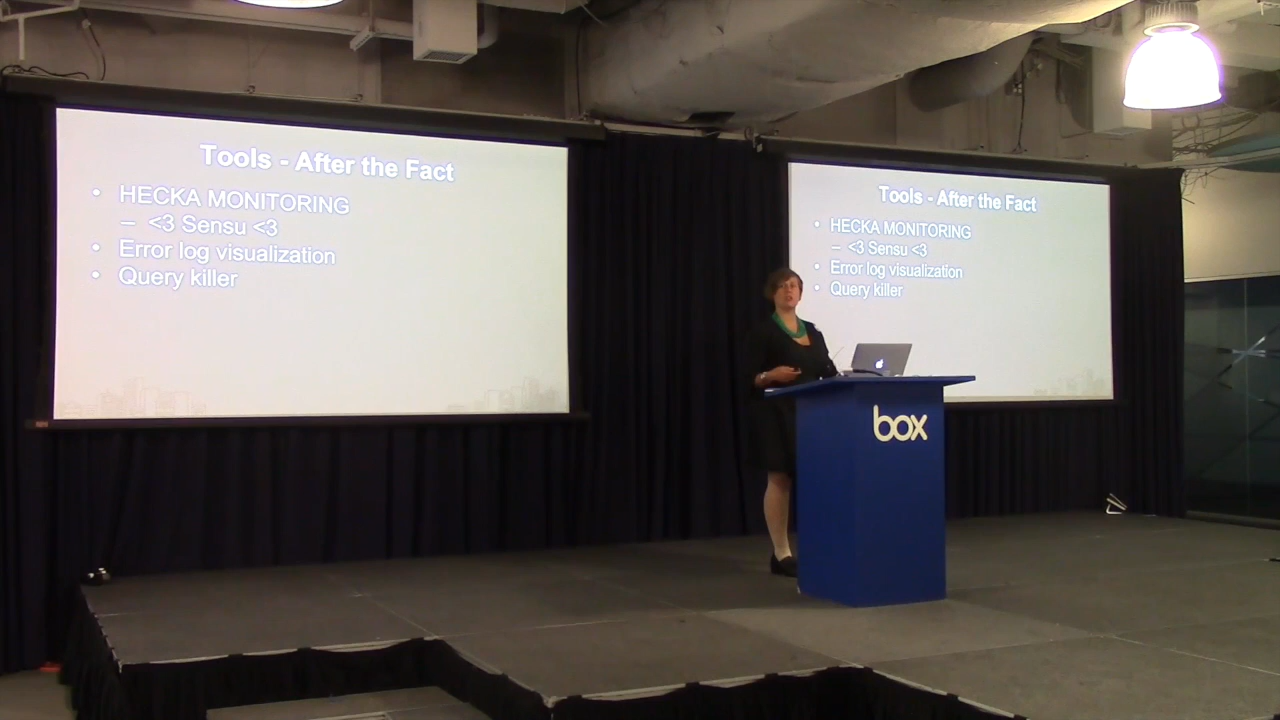 Tools - After the Fact
• HECKA MONITORING
– <3 Sensu <3
• Error log visualization
• Query killer
Tools - After the Fact
• HECKA MONITORING
– <3 Sensu <3
• Error log visualization
• Query killer
box